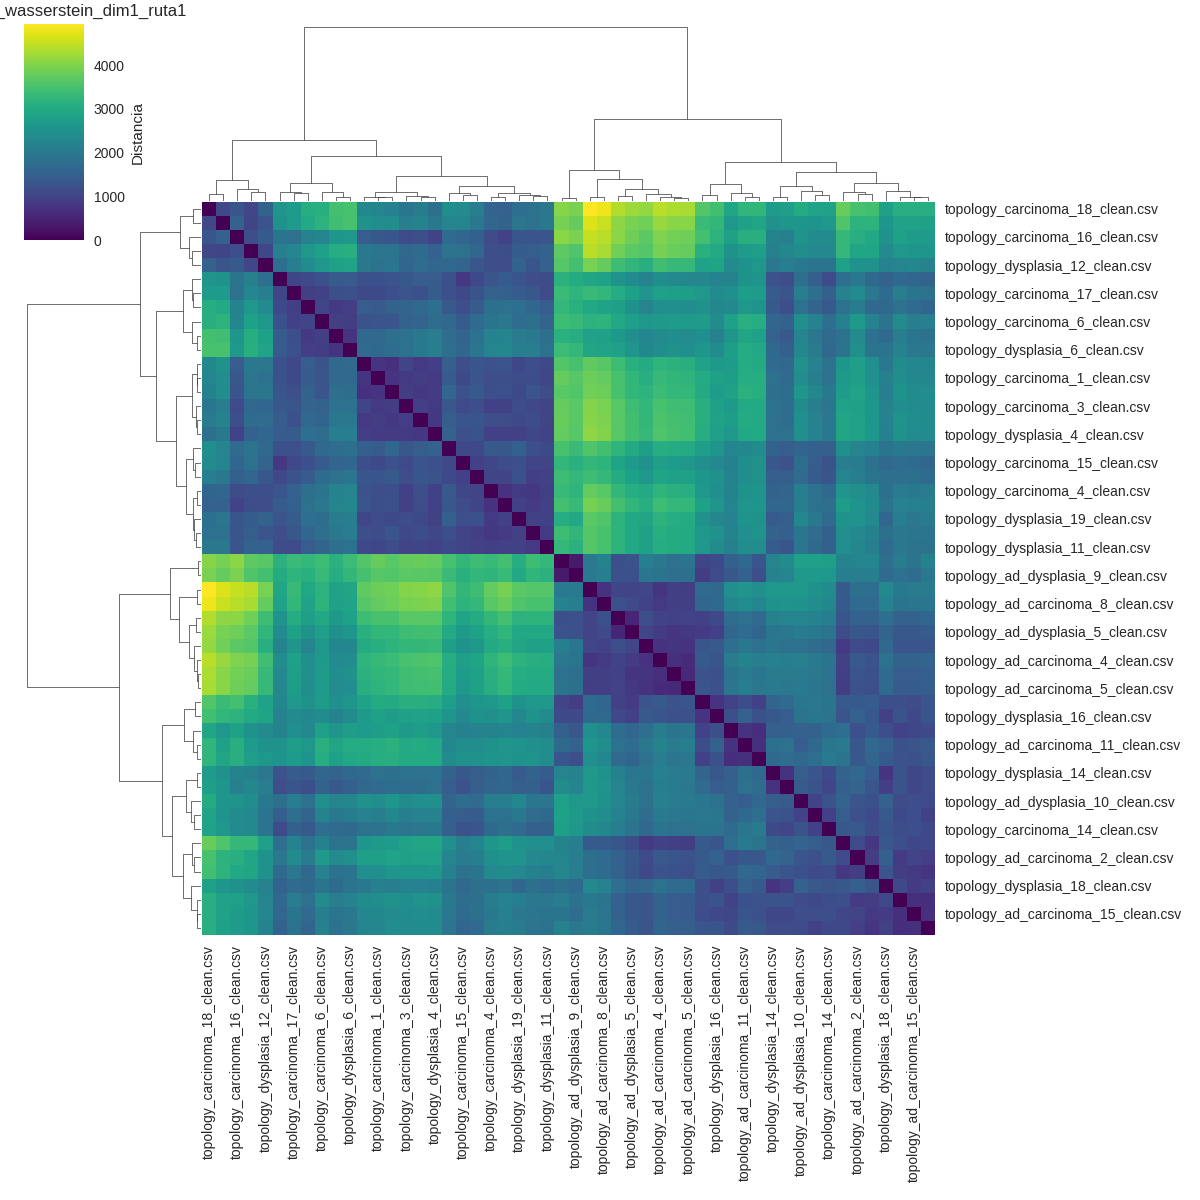 _wasserstein_dim1_ruta1
4000
3000
2000
1000
0
Distancia
topology_carcinoma_18_clean.csv
topology_carcinoma_16_clean.csv
topology_dysplasia_12_clean.csv
topology_carcinoma_17_clean.csv
topology_carcinoma_6_clean.csv
topology_dysplasia_6_clean.csv
topology_carcinoma_1_clean.csv
topology_carcinoma_3_clean.csv
topology_dysplasia_4_clean.csv
topology_carcinoma_15_clean.csv
topology_carcinoma_4_clean.csv
topology_dysplasia_19_clean.csv
topology_dysplasia_11_clean.csv
topology_ad_dysplasia_9_clean.csv
topology_ad_carcinoma_8_clean.csv
topology_ad_dysplasia_5_clean.csv
topology_ad_carcinoma_4_clean.csv
topology_ad_carcinoma_5_clean.csv
topology_dysplasia_16_clean.csv
topology_ad_carcinoma_11_clean.csv
topology_dysplasia_14_clean.csv
topology_ad_dysplasia_10_clean.csv
topology_carcinoma_14_clean.csv
topology_ad_carcinoma_2_clean.csv
topology_dysplasia_18_clean.csv
topology_ad_carcinoma_15_clean.csv
topology_carcinoma_18_clean.csv
topology_carcinoma_16_clean.csv
topology_dysplasia_12_clean.csv
topology_carcinoma_17_clean.csv
topology_carcinoma_6_clean.csv
topology_dysplasia_6_clean.csv
topology_carcinoma_1_clean.csv
topology_carcinoma_3_clean.csv
topology_dysplasia_4_clean.csv
topology_carcinoma_15_clean.csv
topology_carcinoma_4_clean.csv
topology_dysplasia_19_clean.csv
topology_dysplasia_11_clean.csv
topology_ad_dysplasia_9_clean.csv
topology_ad_carcinoma_8_clean.csv
topology_ad_dysplasia_5_clean.csv
topology_ad_carcinoma_4_clean.csv
topology_ad_carcinoma_5_clean.csv
topology_dysplasia_16_clean.csv
topology_ad_carcinoma_11_clean.csv
topology_dysplasia_14_clean.csv
topology_ad_dysplasia_10_clean.csv
topology_carcinoma_14_clean.csv
topology_ad_carcinoma_2_clean.csv
topology_dysplasia_18_clean.csv
topology_ad_carcinoma_15_clean.csv